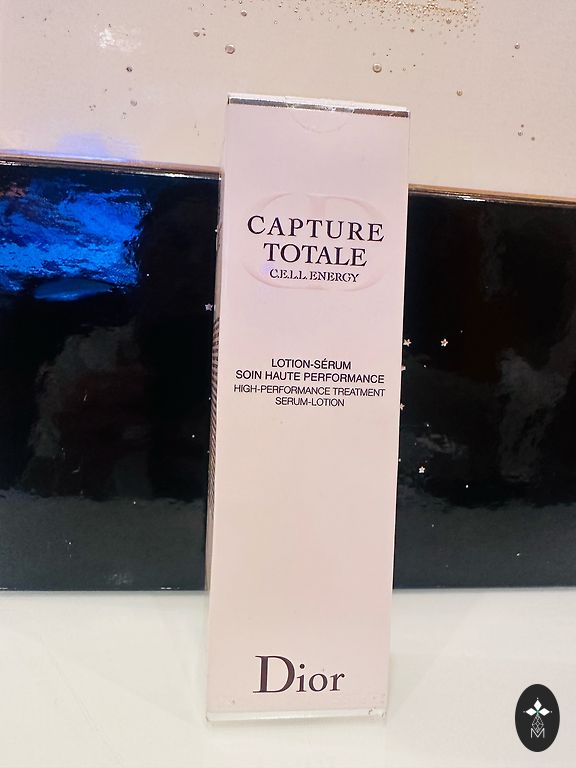 CAPTURE
TOTALE
C.E.L.L. ENERGY
LOTION-SÉRUM
SOIN HAUTE PERFORMANCE
HIGH-PERFORMANCE TREATMENT
SERUM-LOTION
Dior
M